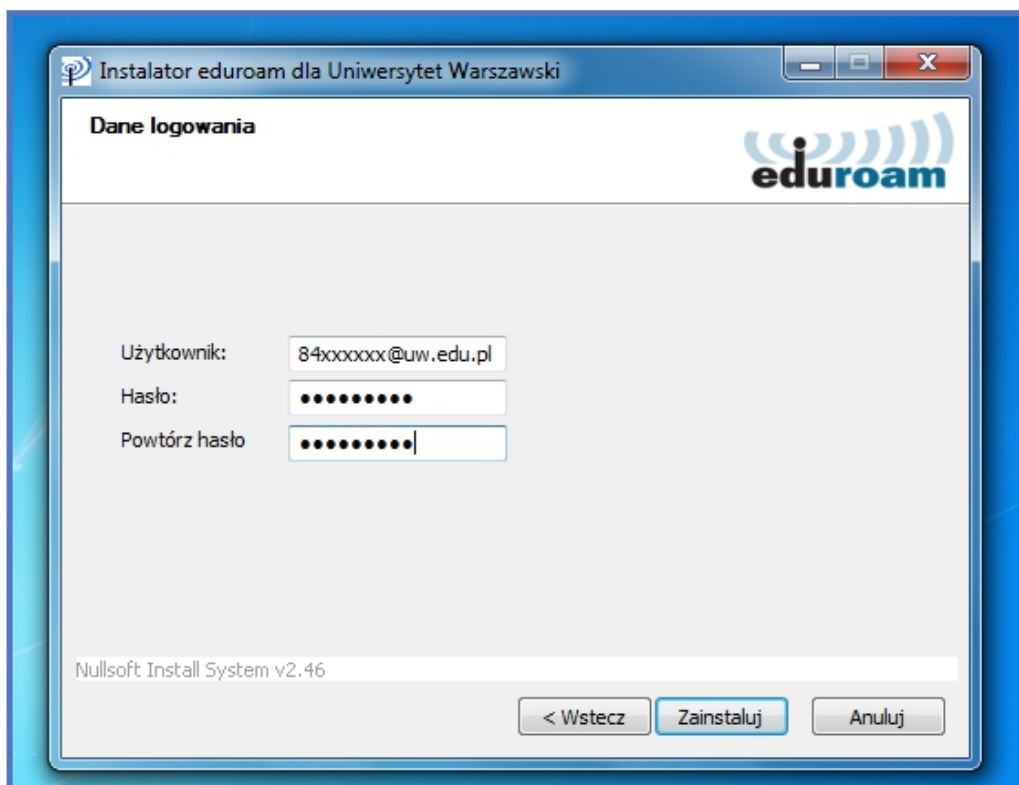 Instalator eduroam dla Uniwersytet Warszawski
Dane logowania
eduroam
Użytkownik: 84xxxxxx@uw.edu.pl
Hasło: •••••••••
Powtórz hasło •••••••••
Nullsoft Install System v2.46
< Wstecz Zainstaluj Anuluj